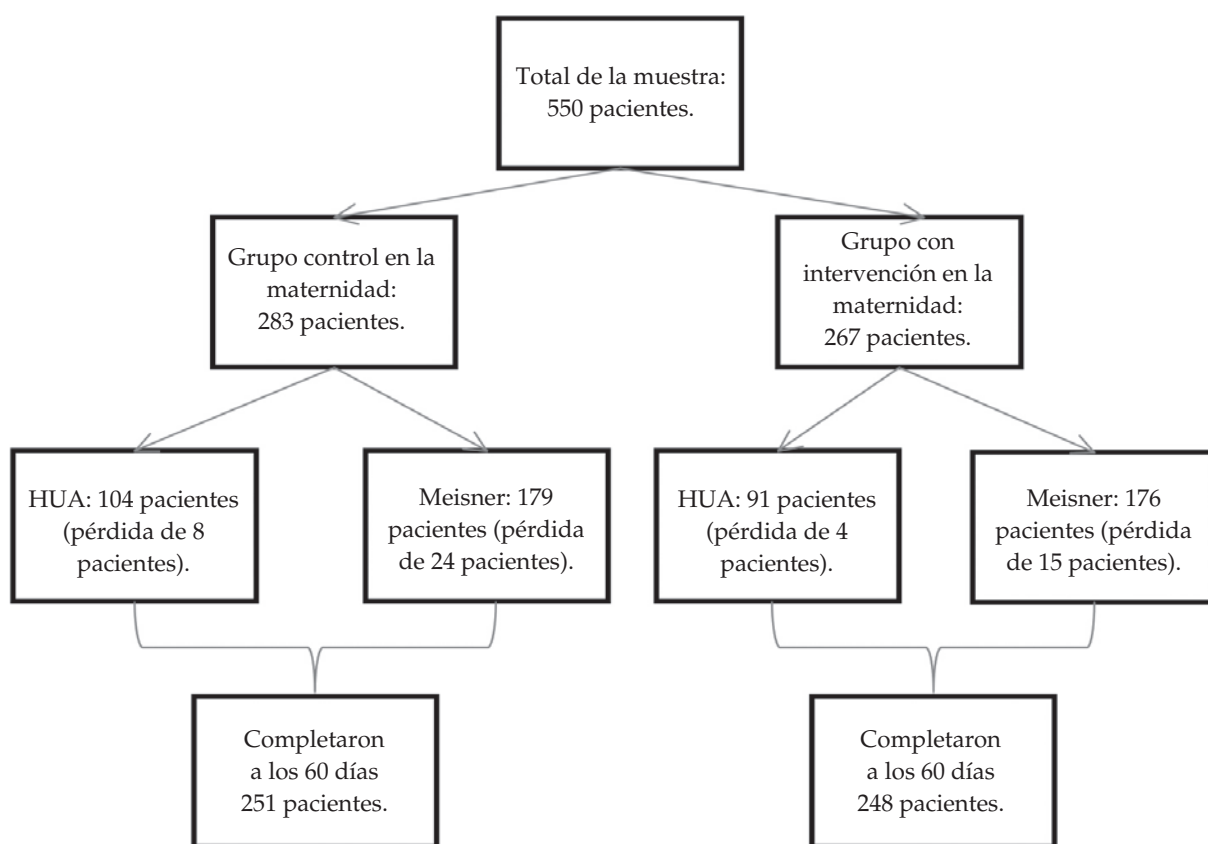 Total de la muestra:
550 pacientes.
Grupo control en la
maternidad:
283 pacientes.
Grupo con
intervención en la
maternidad:
267 pacientes.
HUA: 104 pacientes
(pérdida de 8
pacientes).
Meisner: 179
pacientes (pérdida
de 24 pacientes).
HUA: 91 pacientes
(pérdida de 4
pacientes).
Meisner: 176
pacientes (pérdida
de 15 pacientes).
Completaron
a los 60 días
251 pacientes.
Completaron
a los 60 días
248 pacientes.